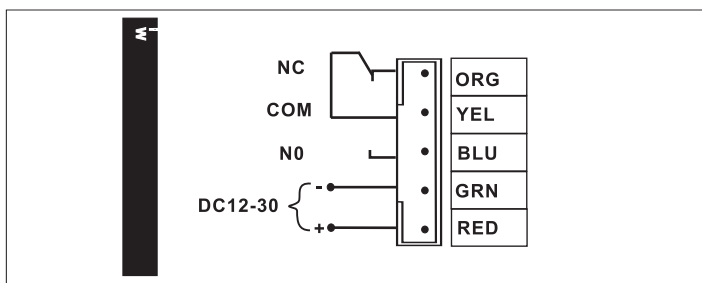 NC
ORG
COM
YEL
N0
BLU
-
GRN
DC12-30
+
RED